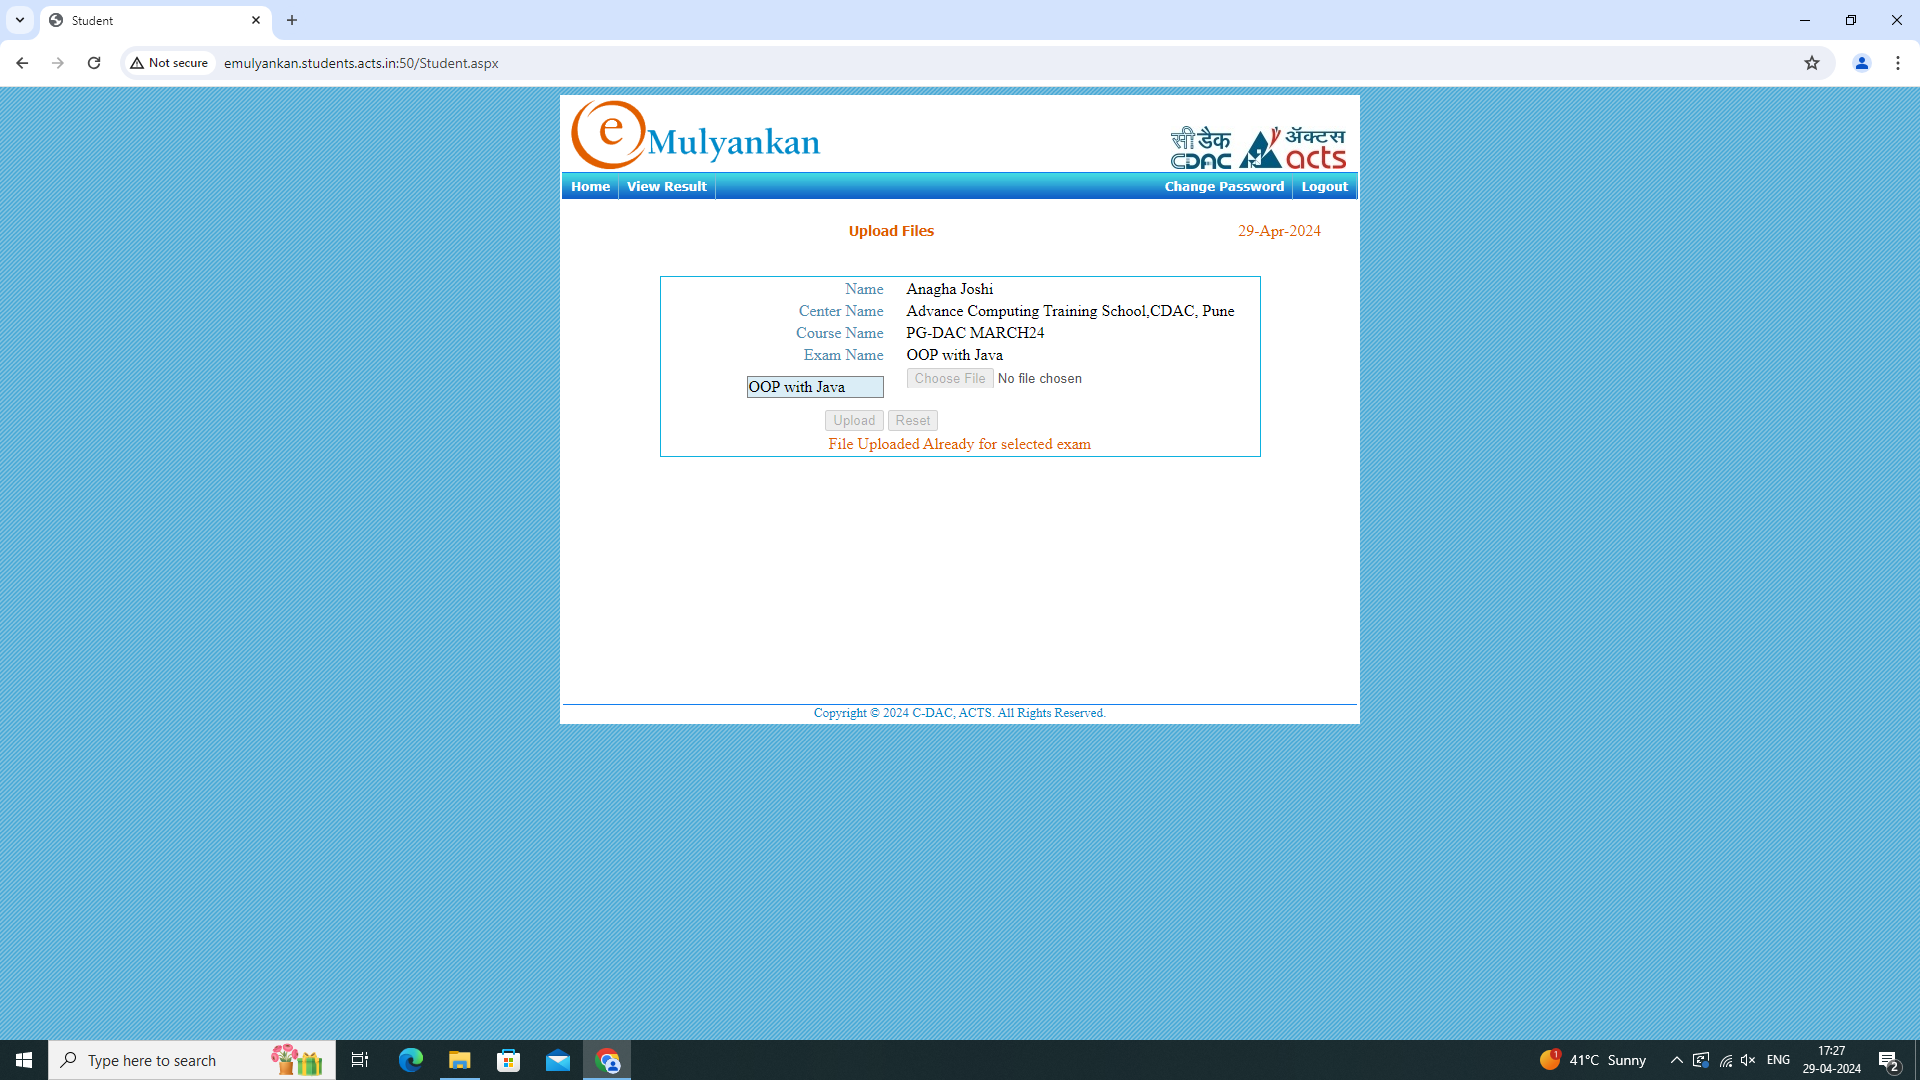 Student
Not secure
emulyankan.students.acts.in:50/Student.aspx
e Mulyankan
सी डैक
CDAC
ॲक्टस
acts
Home View Result Change Password Logout
Upload Files 29-Apr-2024
Name Anagha Joshi
Center Name Advance Computing Training School,CDAC, Pune
Course Name PG-DAC MARCH24
Exam Name OOP with Java
OOP with Java Choose File No file chosen
Upload Reset
File Uploaded Already for selected exam
Copyright © 2024 C-DAC, ACTS. All Rights Reserved.
Type here to search
1
41°C Sunny
ENG
17:27
29-04-2024
2